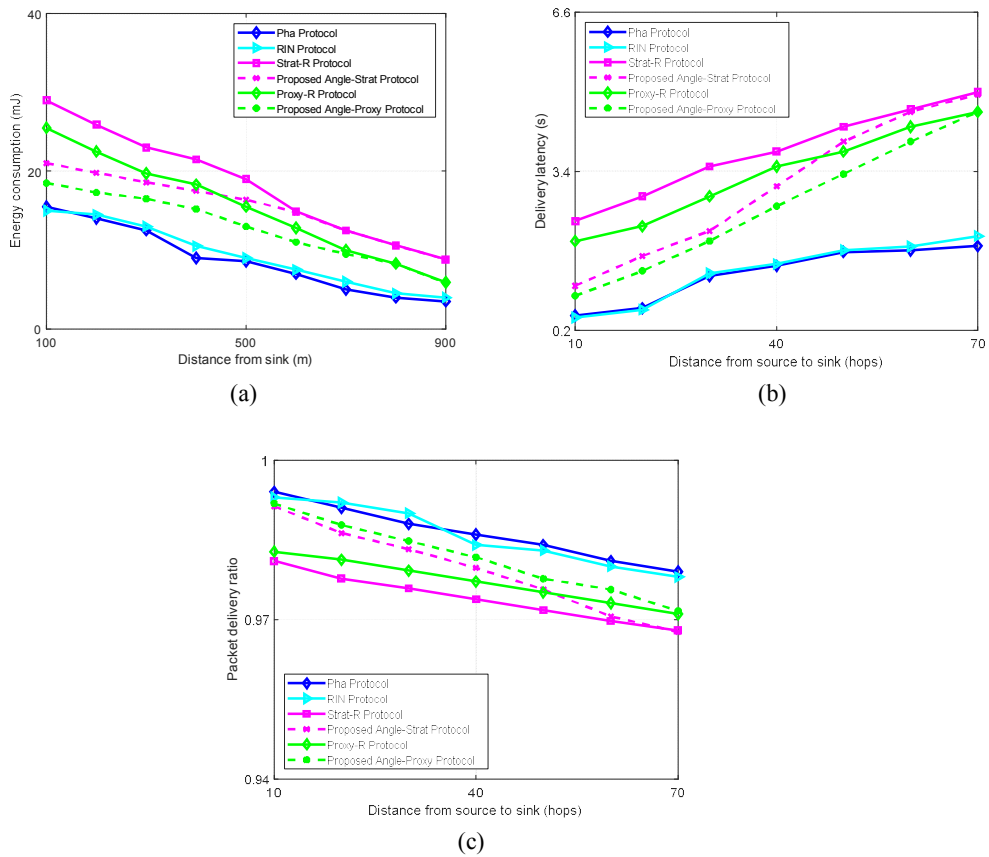 40
20
0
Energy consumption (mJ)
Pha Protocol
RIN Protocol
Strat-R Protocol
Proposed Angle-Strat Protocol
Proxy-R Protocol
Proposed Angle-Proxy Protocol
100
500
900
Distance from sink (m)
(a)
6.6
3.4
0.2
Delivery latency (s)
Pha Protocol
RIN Protocol
Strat-R Protocol
Proposed Angle-Strat Protocol
Proxy-R Protocol
Proposed Angle-Proxy Protocol
10
40
70
Distance from source to sink (hops)
(b)
1
0.97
0.94
Packet delivery ratio
Pha Protocol
RIN Protocol
Strat-R Protocol
Proposed Angle-Strat Protocol
Proxy-R Protocol
Proposed Angle-Proxy Protocol
10
40
70
Distance from source to sink (hops)
(c)